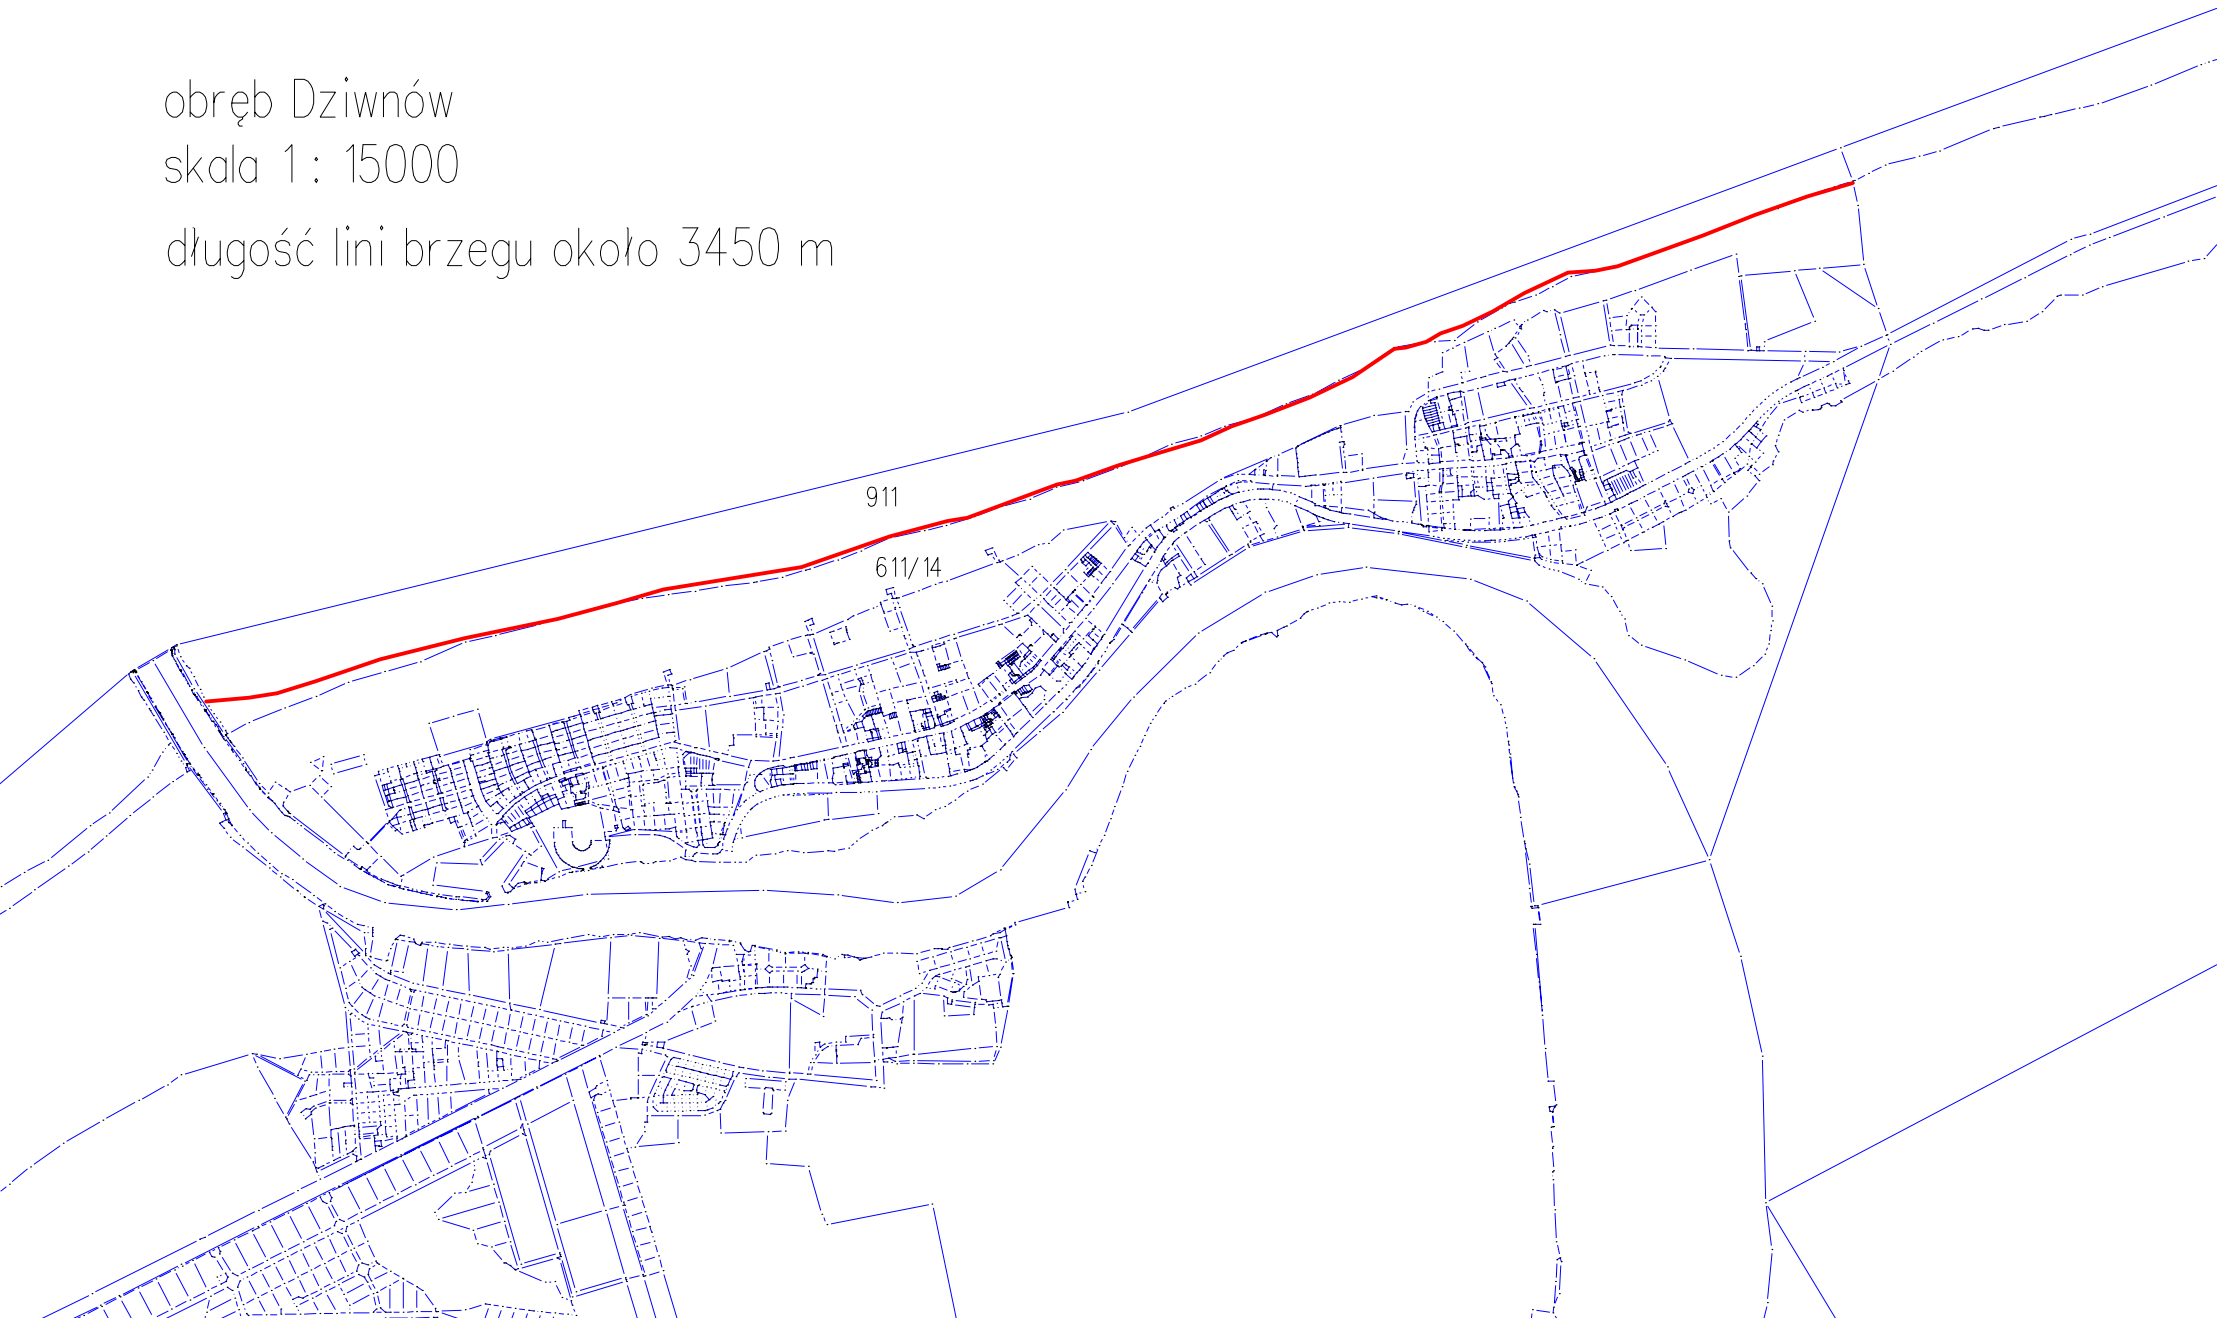 obręb Dziwnów
skala 1 : 15000
długość lini brzegu około 3450 m
911
611/14